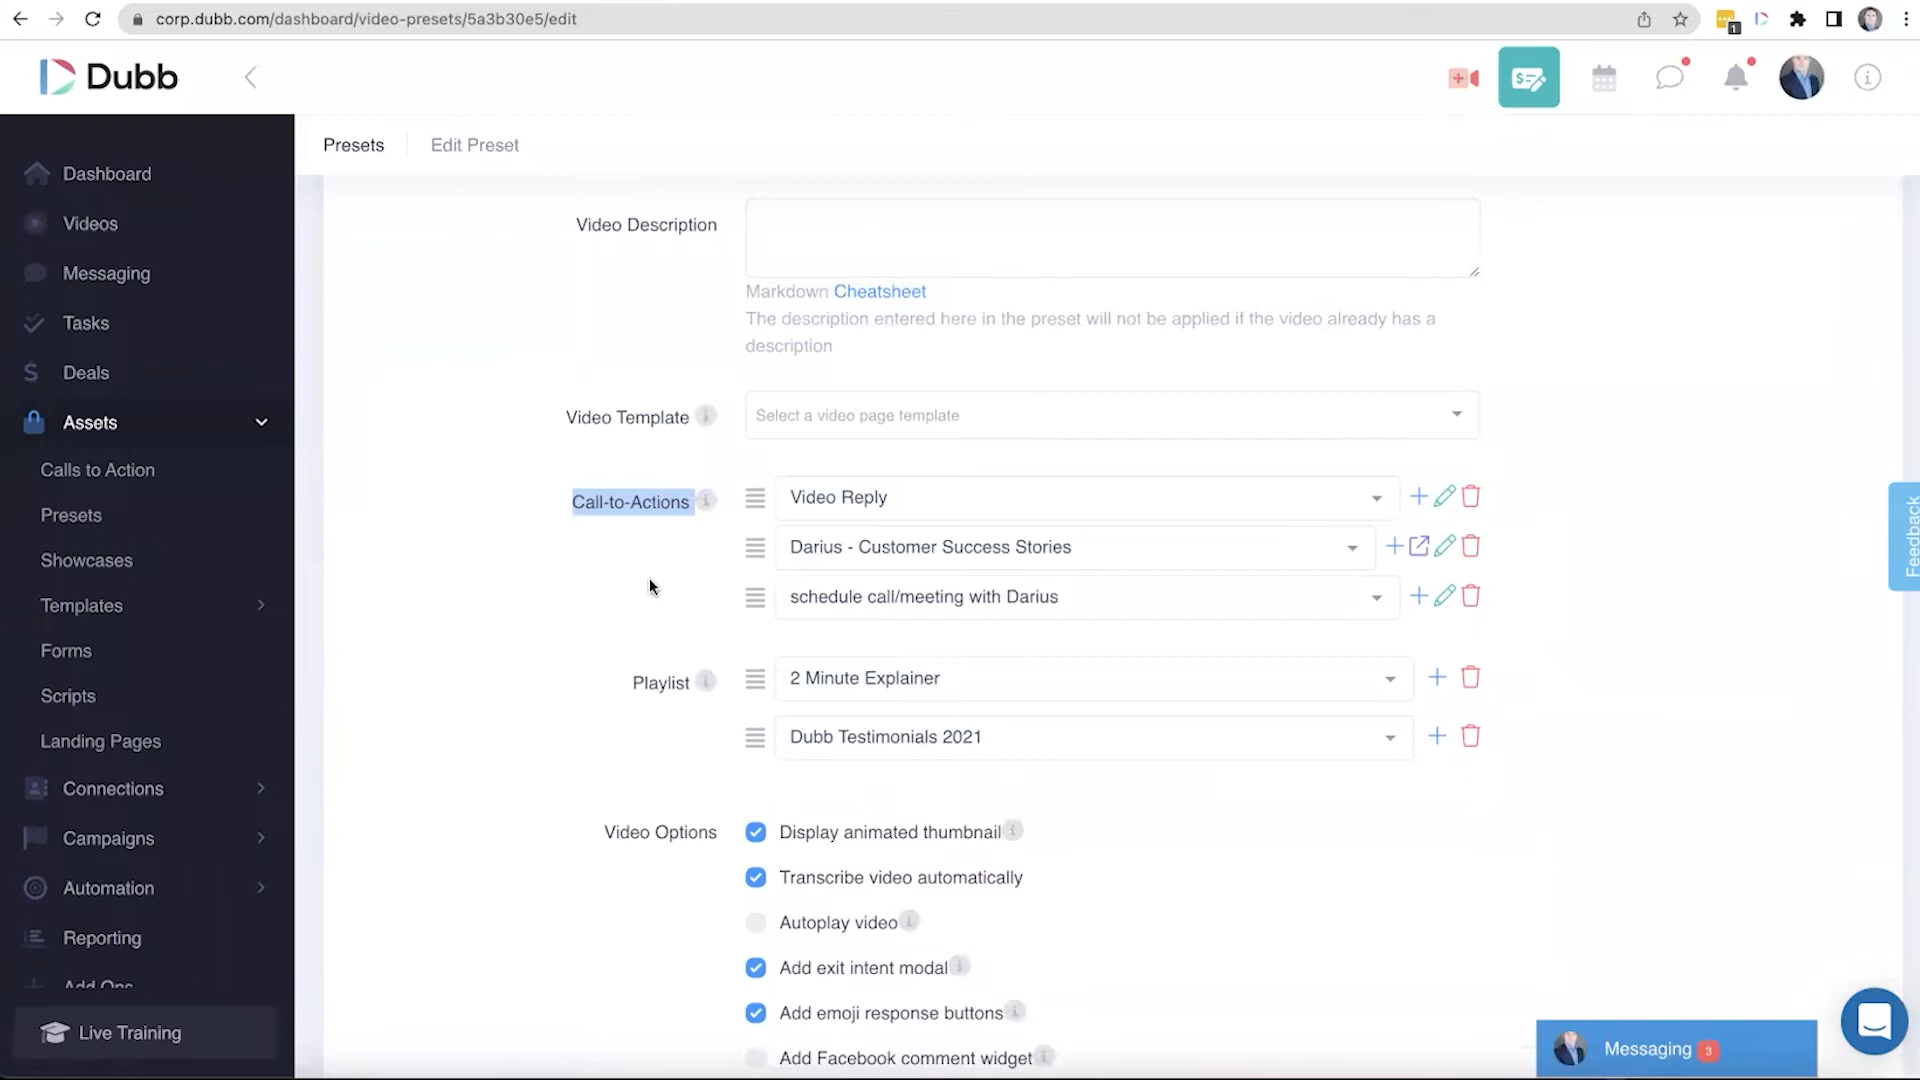 corp.dubb.com/dashboard/video-presets/5a3b30e5/edit
1
Dubb
Presets
Edit Preset
Dashboard
Videos
Messaging
Tasks
Deals
Assets
Calls to Action
Presets
Showcases
Templates
Forms
Scripts
Landing Pages
Connections
Campaigns
Automation
Reporting
Add Ons
Live Training
Video Description
Markdown Cheatsheet
The description entered here in the preset will not be applied if the video already has a
description
Video Template
Select a video page template
Call-to-Actions
Video Reply
Darius - Customer Success Stories
schedule call/meeting with Darius
Playlist
2 Minute Explainer
Dubb Testimonials 2021
Video Options
Display animated thumbnail
Transcribe video automatically
Autoplay video
Add exit intent modal
Add emoji response buttons
Add Facebook comment widget
Feedback
Messaging 3